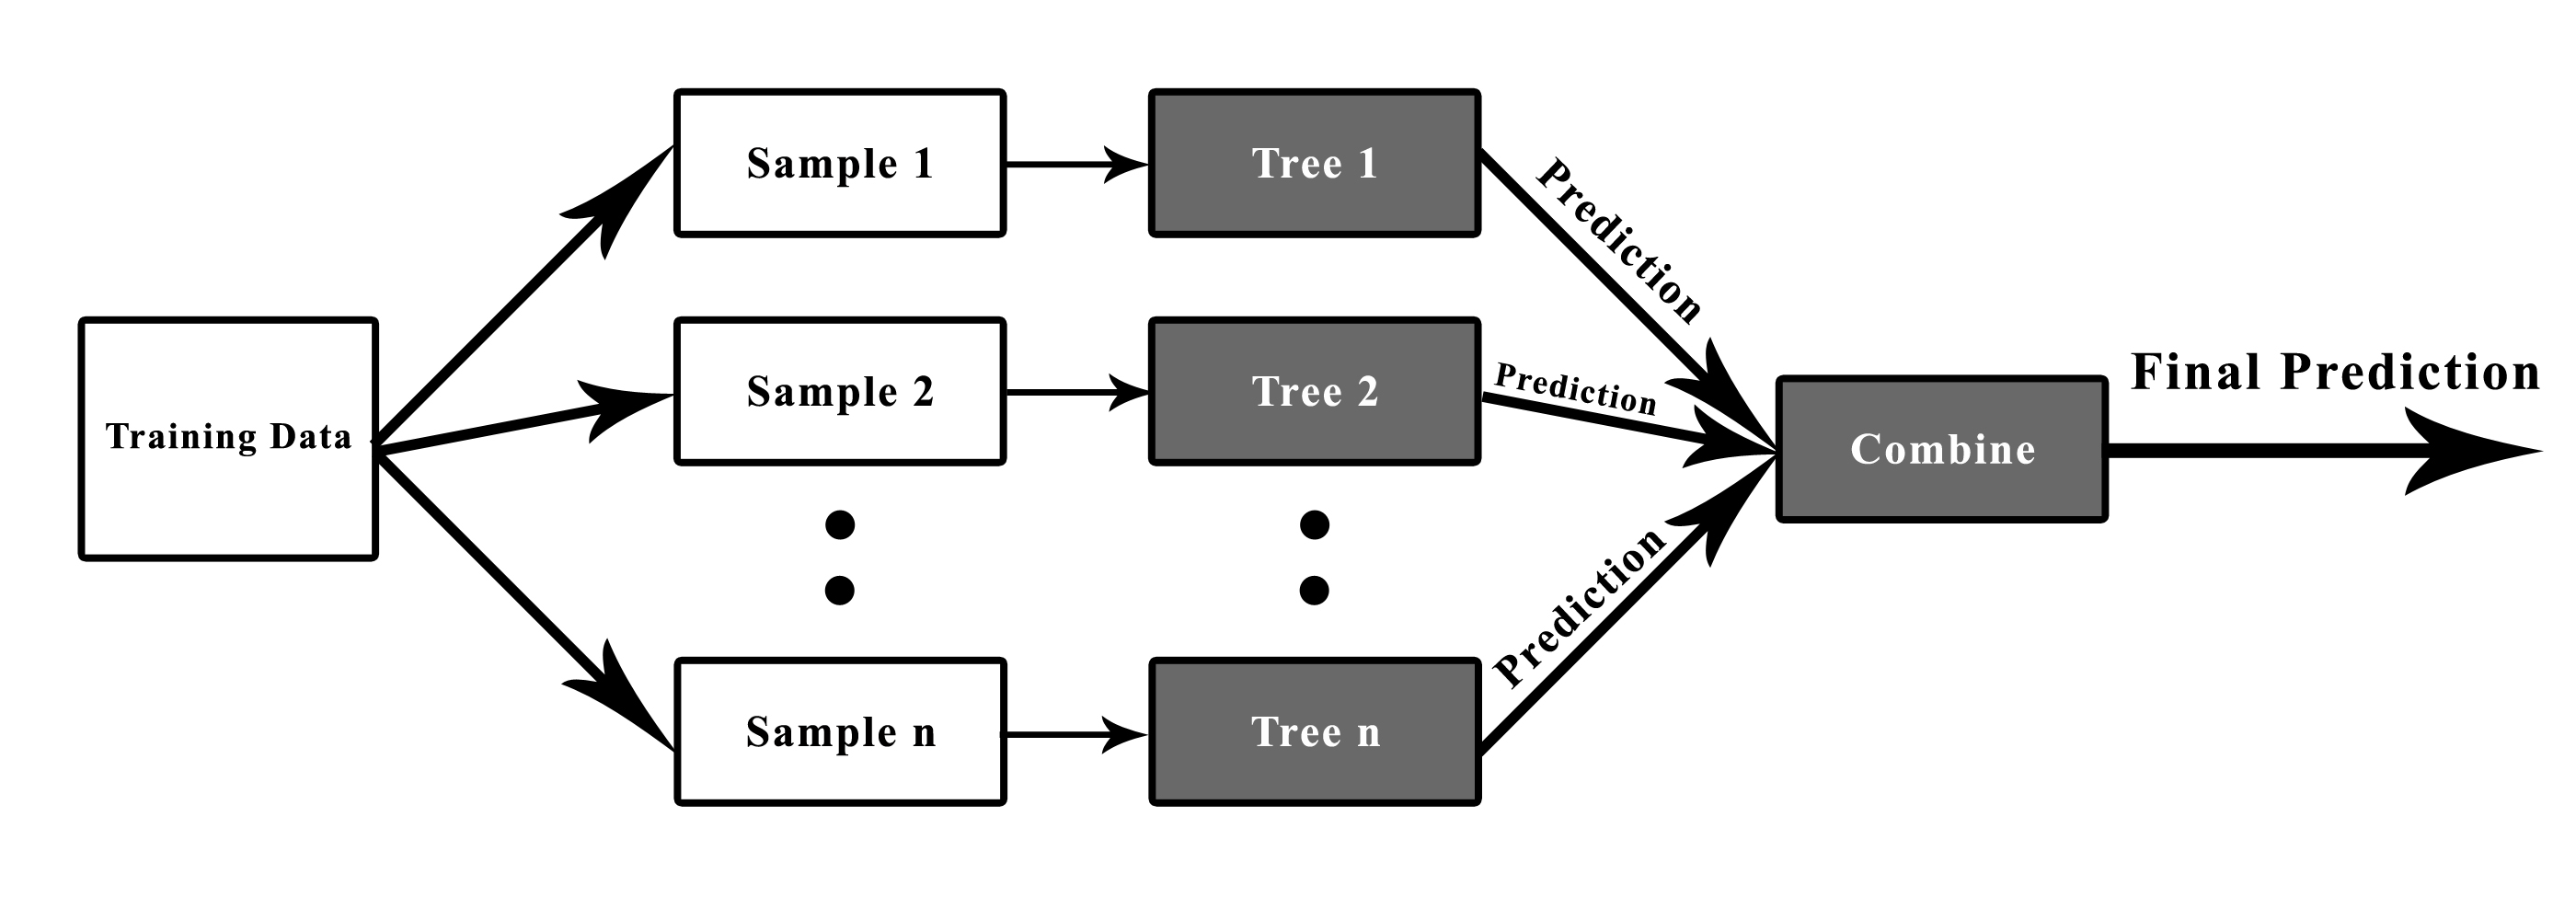 Training Data
Sample 1
Tree 1
Prediction
Sample 2
Tree 2
Prediction
Sample n
Tree n
Prediction
Combine
Final Prediction